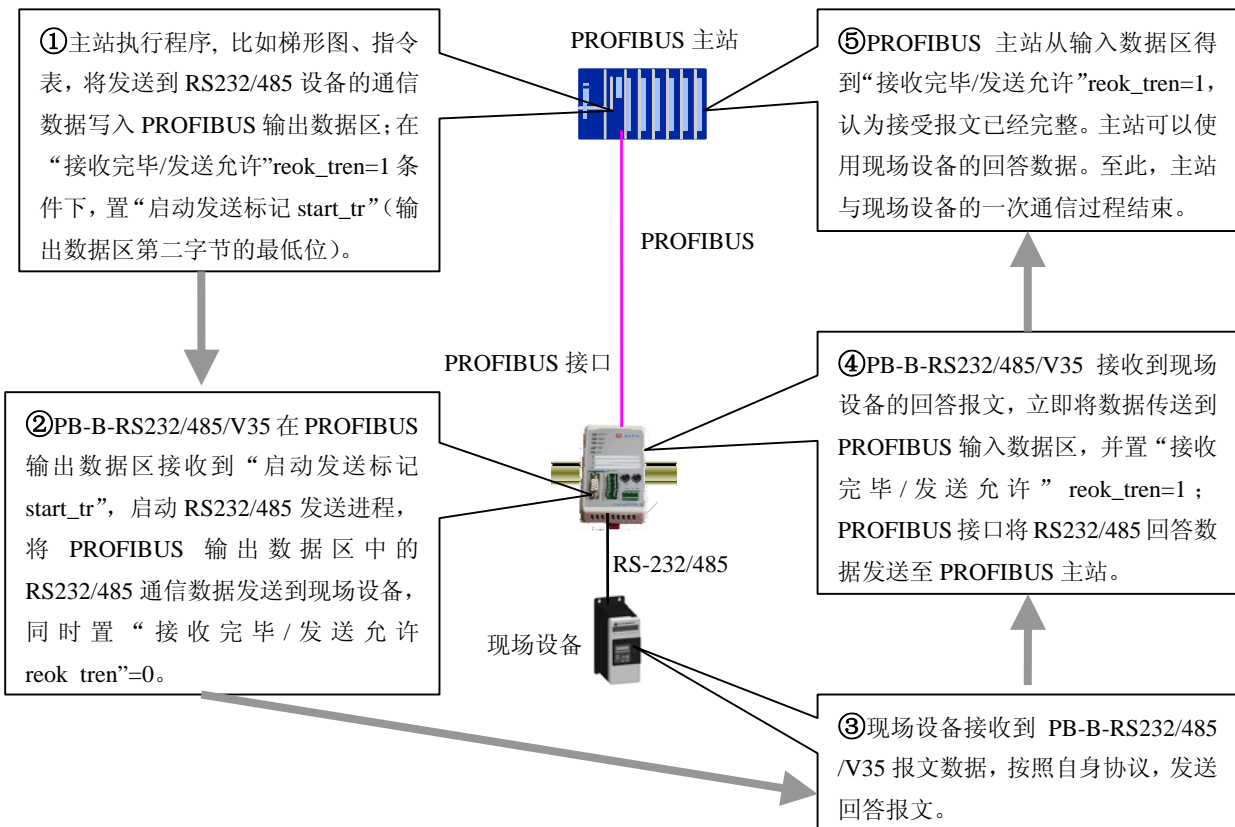 ①主站执行程序, 比如梯形图、指令
表，将发送到 RS232/485 设备的通信
数据写入 PROFIBUS 输出数据区；在
“接收完毕/发送允许”reok_tren=1 条
件下，置“启动发送标记 start_tr”（输
出数据区第二字节的最低位）。
PROFIBUS 主站
⑤PROFIBUS 主站从输入数据区得
到“接收完毕/发送允许”reok_tren=1，
认为接受报文已经完整。主站可以使
用现场设备的回答数据。至此，主站
与现场设备的一次通信过程结束。
PROFIBUS
PROFIBUS 接口
②PB-B-RS232/485/V35 在 PROFIBUS
输出数据区接收到“启动发送标记
start_tr”，启动 RS232/485 发送进程，
将 PROFIBUS 输出数据区中的
RS232/485 通信数据发送到现场设备，
同时置“接收完毕/发送允许
reok tren”=0。
④PB-B-RS232/485/V35 接收到现场
设备的回答报文，立即将数据传送到
PROFIBUS 输入数据区，并置“接收
完毕/发送允许” reok_tren=1；
PROFIBUS 接口将 RS232/485 回答数
据发送至 PROFIBUS 主站。
RS-232/485
现场设备
③现场设备接收到 PB-B-RS232/485
/V35 报文数据，按照自身协议，发送
回答报文。